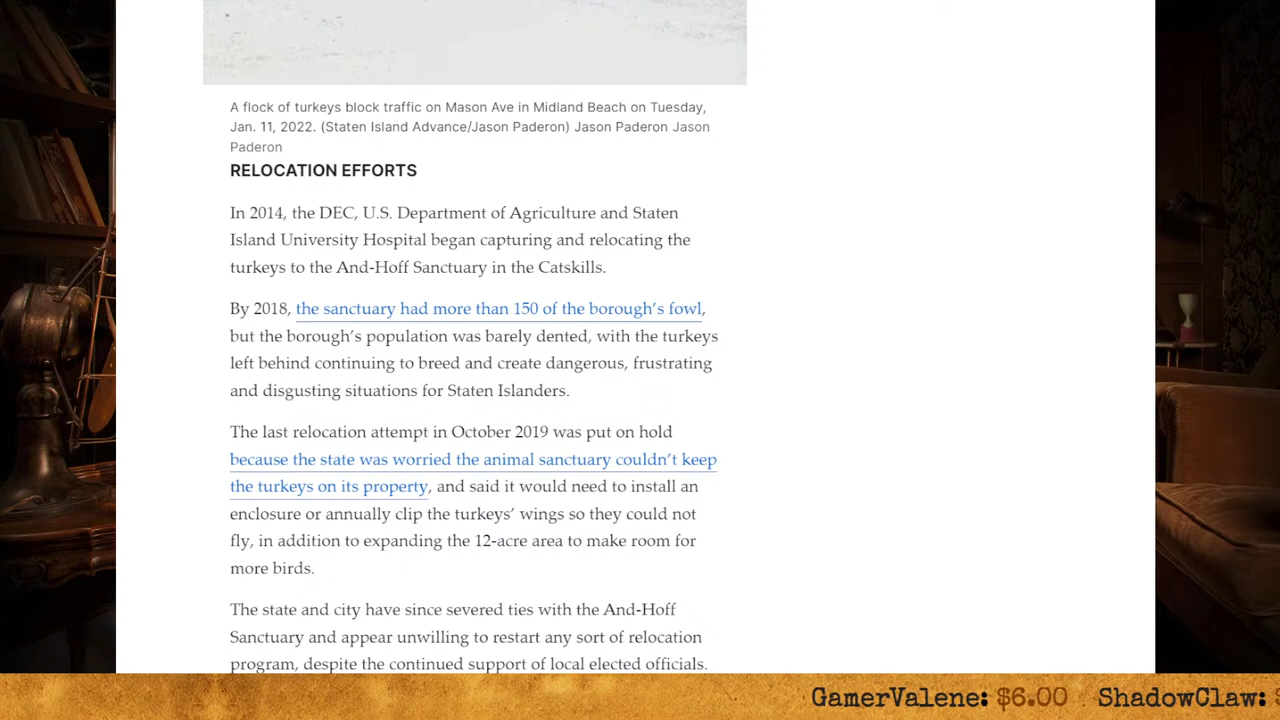 A flock of turkeys block traffic on Mason Ave in Midland Beach on Tuesday,
Jan. 11, 2022. (Staten Island Advance/Jason Paderon) Jason Paderon Jason
Paderon
RELOCATION EFFORTS
In 2014, the DEC, U.S. Department of Agriculture and Staten
Island University Hospital began capturing and relocating the
turkeys to the And-Hoff Sanctuary in the Catskills.
By 2018, the sanctuary had more than 150 of the borough’s fowl,
but the borough’s population was barely dented, with the turkeys
left behind continuing to breed and create dangerous, frustrating
and disgusting situations for Staten Islanders.
The last relocation attempt in October 2019 was put on hold
because the state was worried the animal sanctuary couldn’t keep
the turkeys on its property, and said it would need to install an
enclosure or annually clip the turkeys’ wings so they could not
fly, in addition to expanding the 12-acre area to make room for
more birds.
The state and city have since severed ties with the And-Hoff
Sanctuary and appear unwilling to restart any sort of relocation
program, despite the continued support of local elected officials.
GamerValene: $6.00 ShadowClaw: